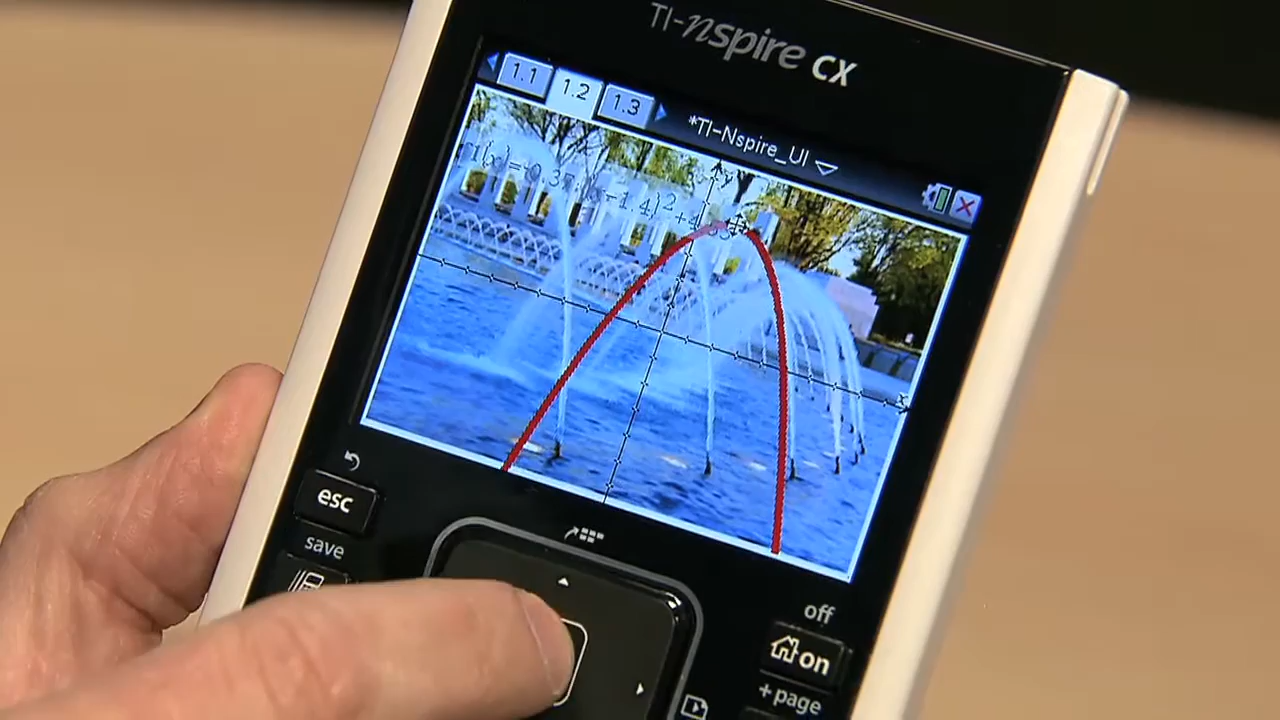 TI-nspire CX
1.1 1.2 1.3 *TI-Nspire_UI
y
x
esc
save
off
on
+page